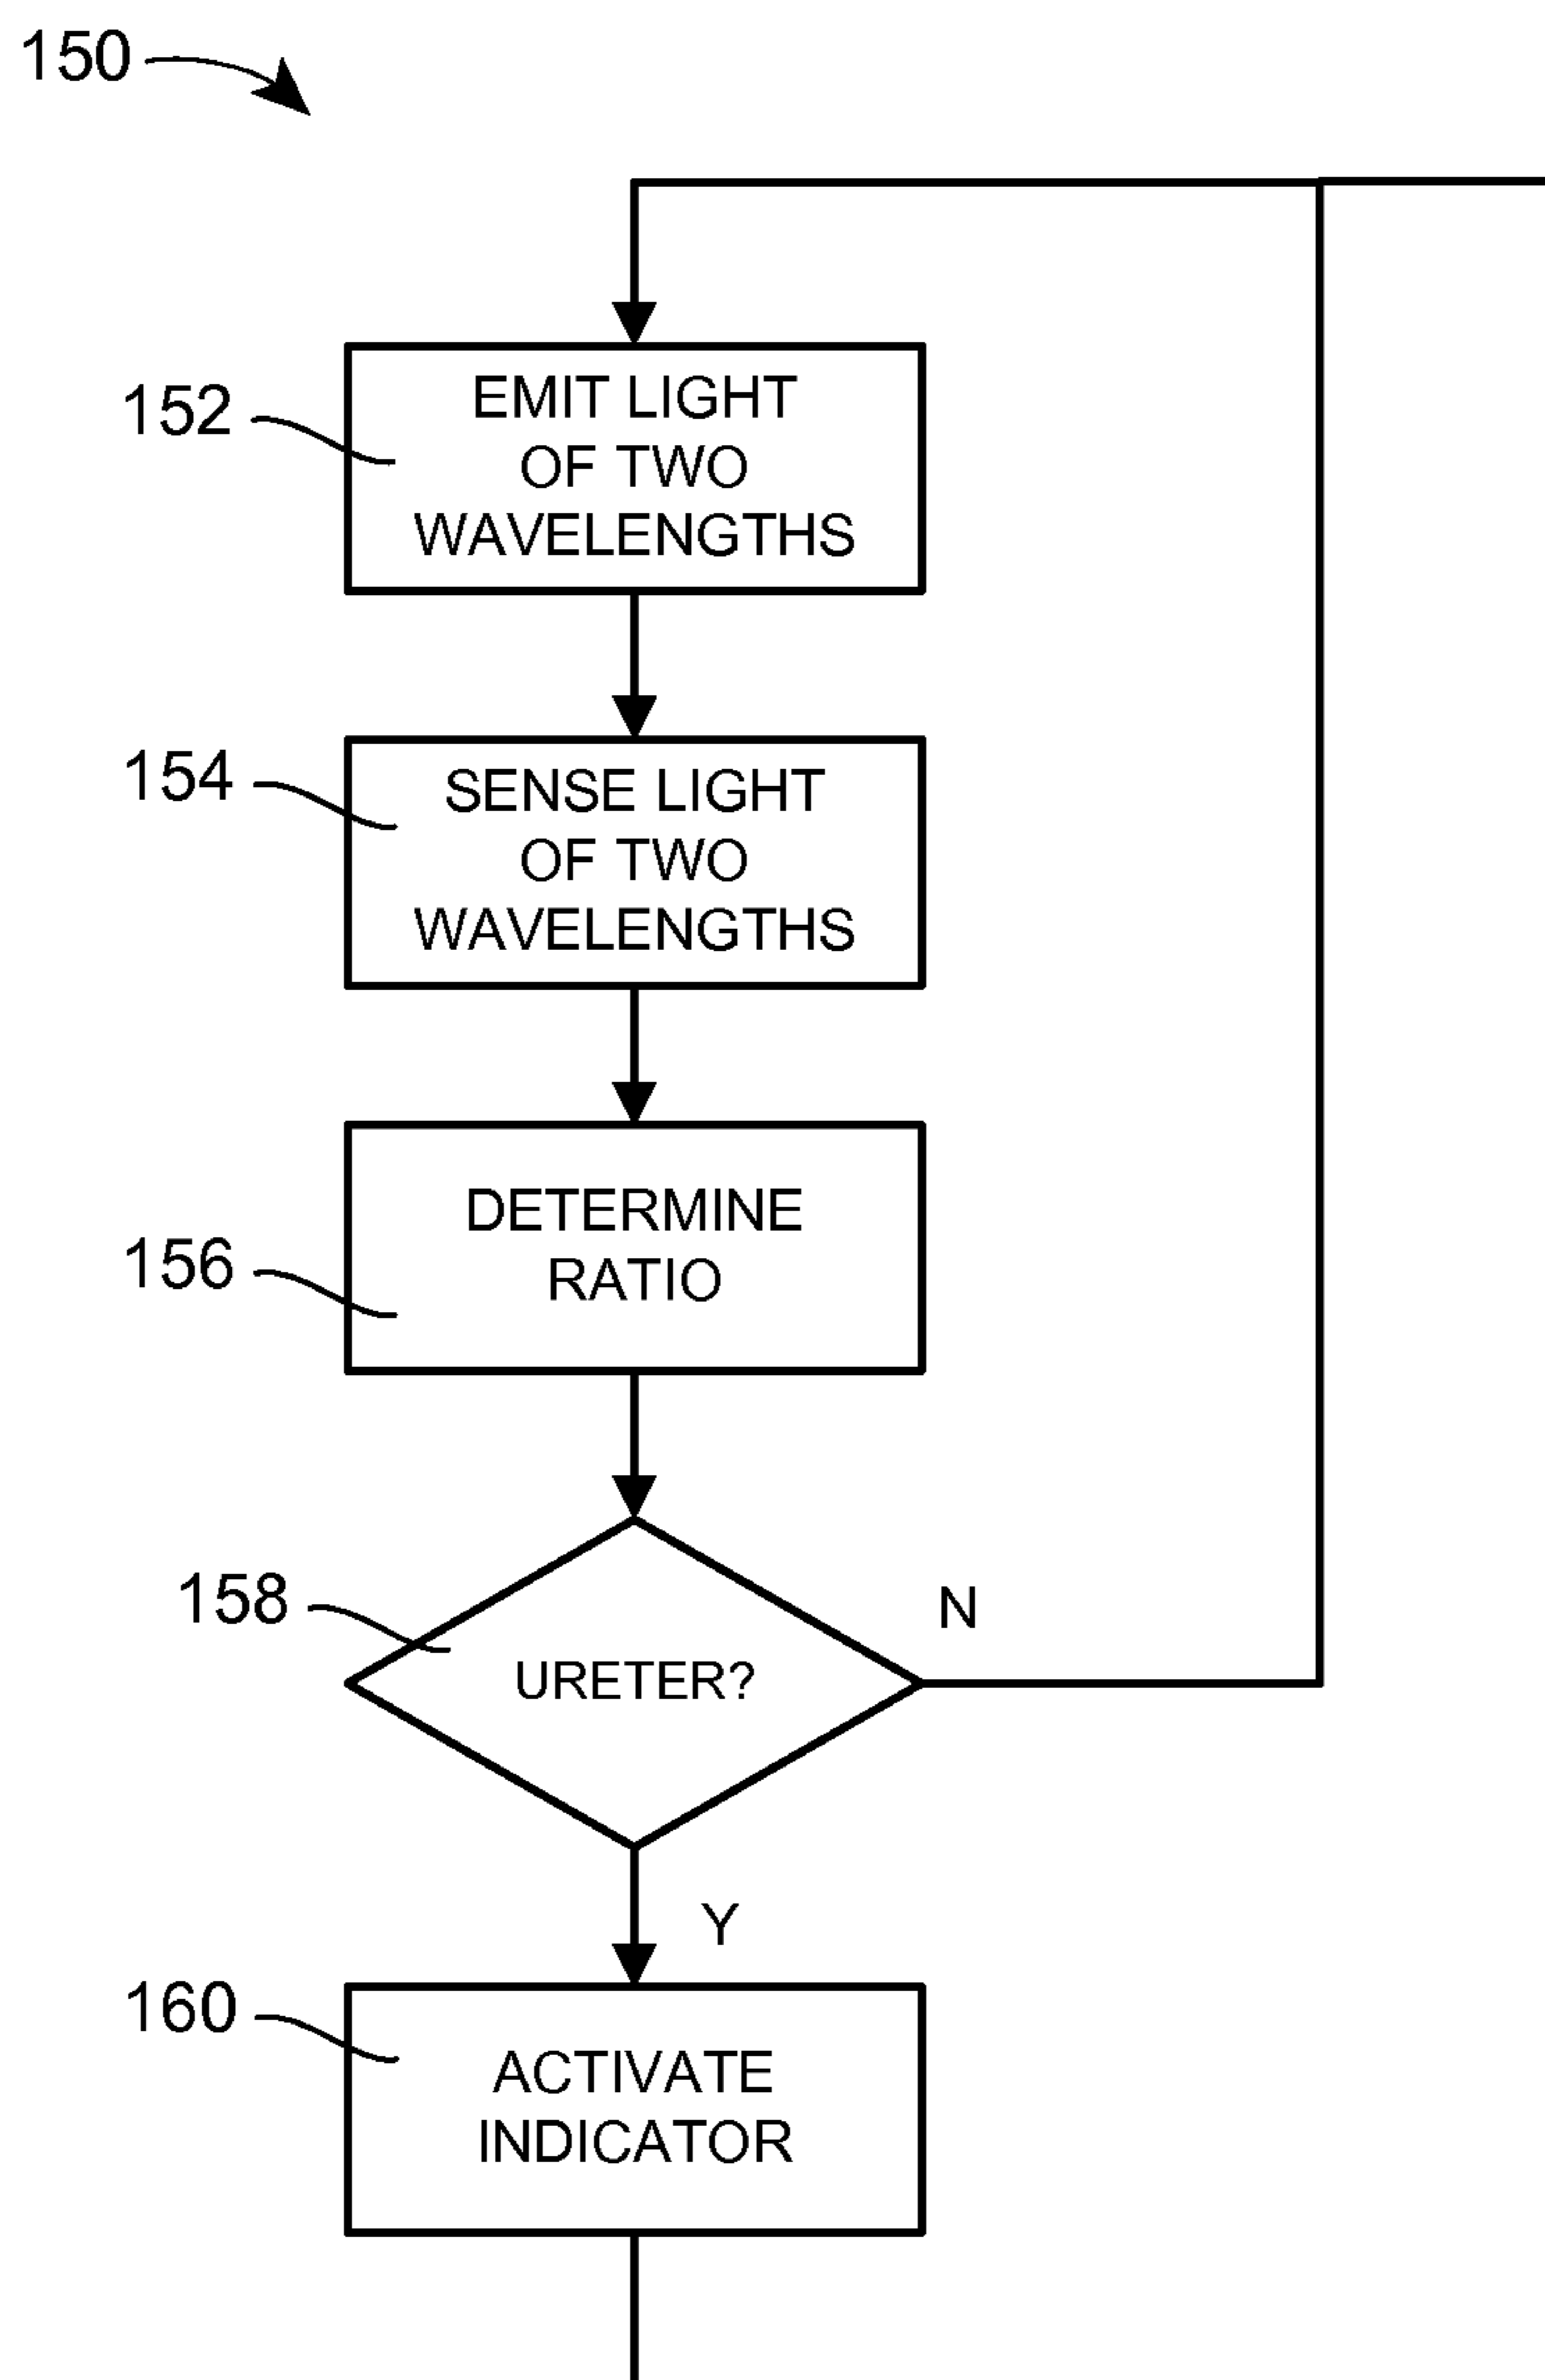 150
152
EMIT LIGHT
OF TWO
WAVELENGTHS
154
SENSE LIGHT
OF TWO
WAVELENGTHS
156
DETERMINE
RATIO
158
URETER?
N
Y
160
ACTIVATE
INDICATOR